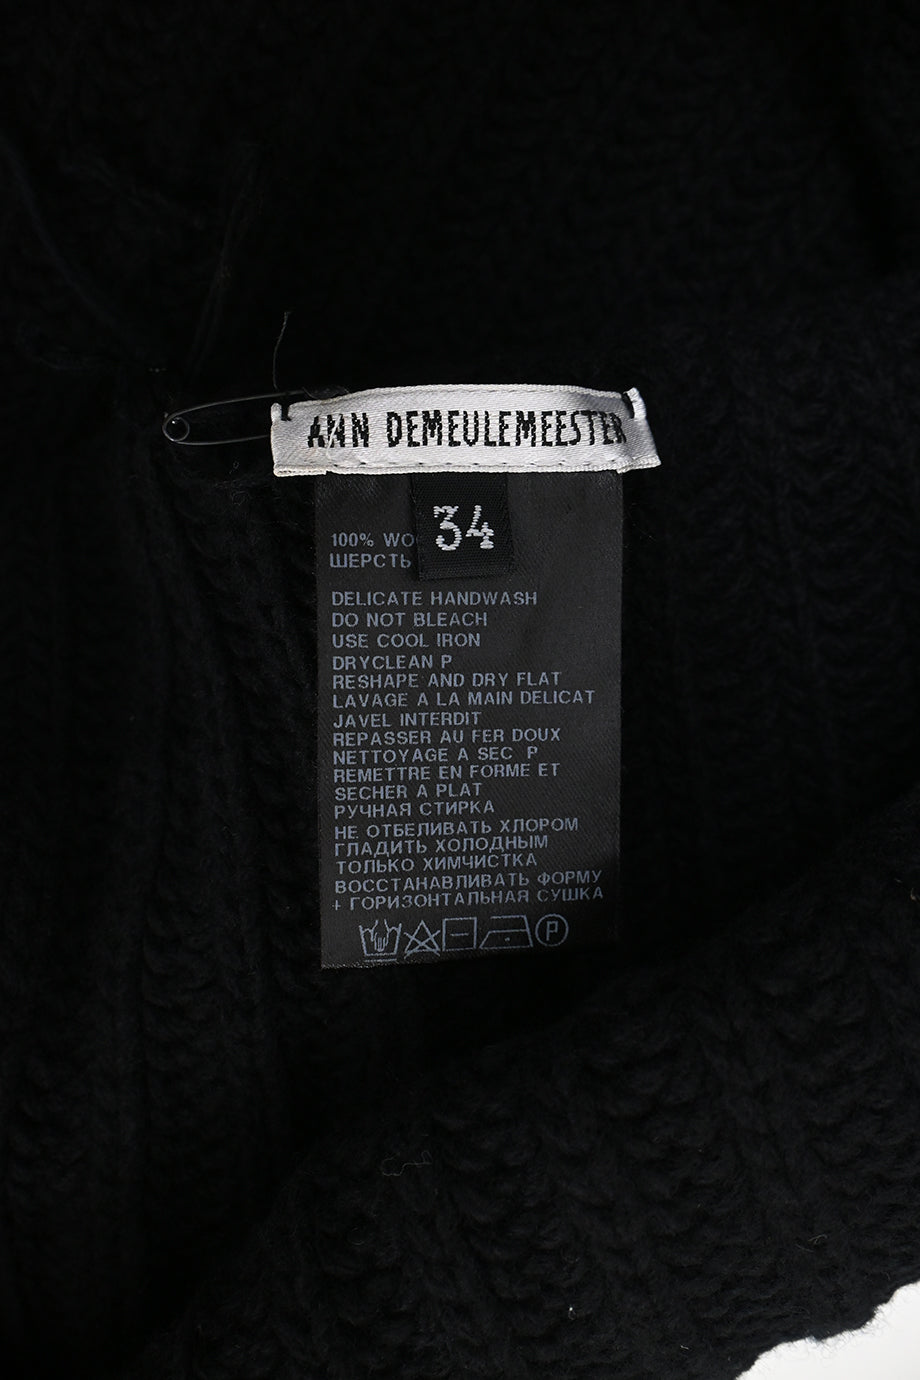 ANN DEMEULEMEESTER
34
100% WO
ШЕРСТЬ
DELICATE HANDWASH
DO NOT BLEACH
USE COOL IRON
DRYCLEAN P
RESHAPE AND DRY FLAT
LAVAGE A LA MAIN DELICAT
JAVEL INTERDIT
REPASSER AU FER DOUX
NETTOYAGE A SEC P
REMETTRE EN FORME ET
SECHER A PLAT
РУЧНАЯ СТИРКА
НЕ ОТБЕЛИВАТЬ ХЛОРОМ
ГЛАДИТЬ ХОЛОДНЫМ
ТОЛЬКО ХИМЧИСТКА
ВОССТАНАВЛИВАТЬ ФОРМУ
+ ГОРИЗОНТАЛЬНАЯ СУШКА
P